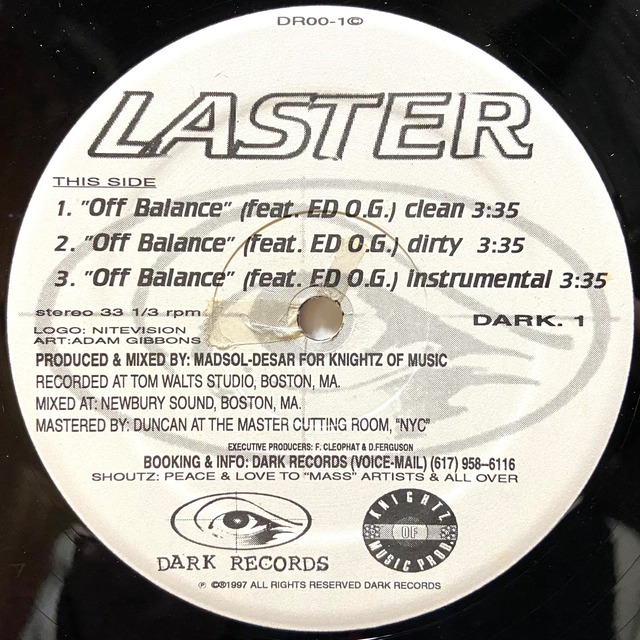 DR00-1©
LASTER
THIS SIDE
1. "Off Balance" (feat. ED O.G.) clean 3:35
2. "Off Balance" (feat. ED O.G.) dirty 3:35
3. "Off Balance" (feat. ED O.G.) instrumental 3:35
stereo 33 1/3 rpm
DARK. 1
LOGO: NITEVISION
ART:ADAM GIBBONS
PRODUCED & MIXED BY: MADSOL-DESAR FOR KNIGHTZ OF MUSIC
RECORDED AT TOM WALTS STUDIO, BOSTON, MA.
MIXED AT: NEWBURY SOUND, BOSTON, MA.
MASTERED BY: DUNCAN AT THE MASTER CUTTING ROOM, "NYC"
EXECUTIVE PRODUCERS: F. CLEOPHAT & D.FERGUSON
BOOKING & INFO: DARK RECORDS (VOICE-MAIL) (617) 958–6116
SHOUTZ: PEACE & LOVE TO "MASS" ARTISTS & ALL OVER
DARK RECORDS
KNIGHTZ
OF
MUSIC PROD.
℗ ©®1997 ALL RIGHTS RESERVED DARK RECORDS